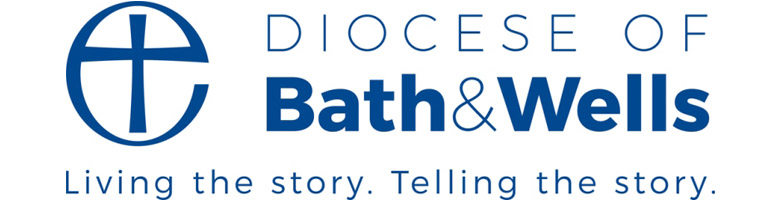 DIOCESE OF
Bath&Wells
Living the story. Telling the story.